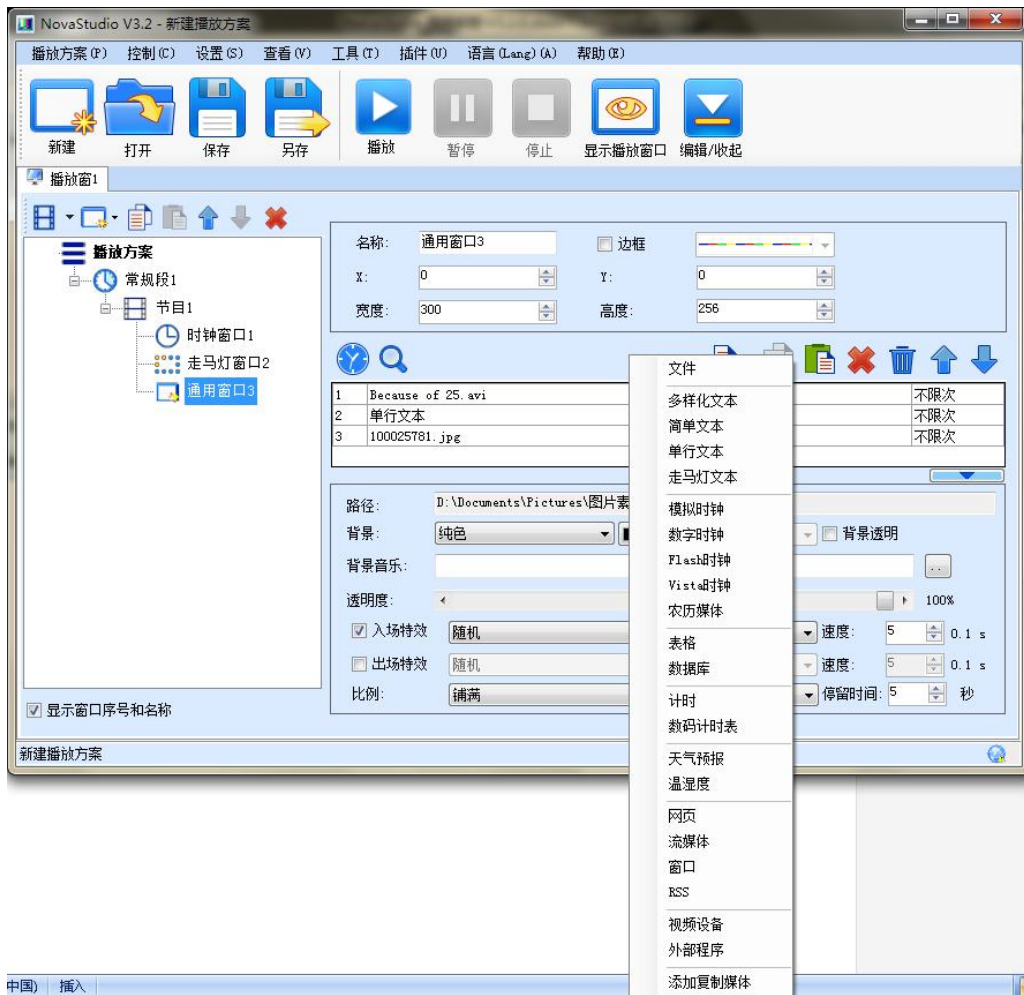 NovaStudio V3.2 - 新建播放方案
播放方案(P) 控制(C) 设置(S) 查看(V) 工具(T) 插件(U) 语言(Lang)(A) 帮助(E)
新建 打开 保存 另存 播放 暂停 停止 显示播放窗口 编辑/收起
播放窗1
播放方案
常规段1
节目1
时钟窗口1
走马灯窗口2
通用窗口3
显示窗口序号和名称
名称: 通用窗口3 边框
X: 0 Y: 0
宽度: 300 高度: 256
1 Because of 25.avi 不限次
2 单行文本 不限次
3 100025781.jpg 不限次
路径: D:\Documents\Pictures\图片素
背景: 纯色 背景透明
背景音乐: ..
透明度: 100%
入场特效 随机 速度: 5 0.1 s
出场特效 随机 速度: 5 0.1 s
比例: 铺满 停留时间: 5 秒
文件
多样化文本
简单文本
单行文本
走马灯文本
模拟时钟
数字时钟
Flash时钟
Vista时钟
农历媒体
表格
数据库
计时
数码计时表
天气预报
温湿度
网页
流媒体
窗口
RSS
视频设备
外部程序
添加复制媒体
新建播放方案
中国) 插入